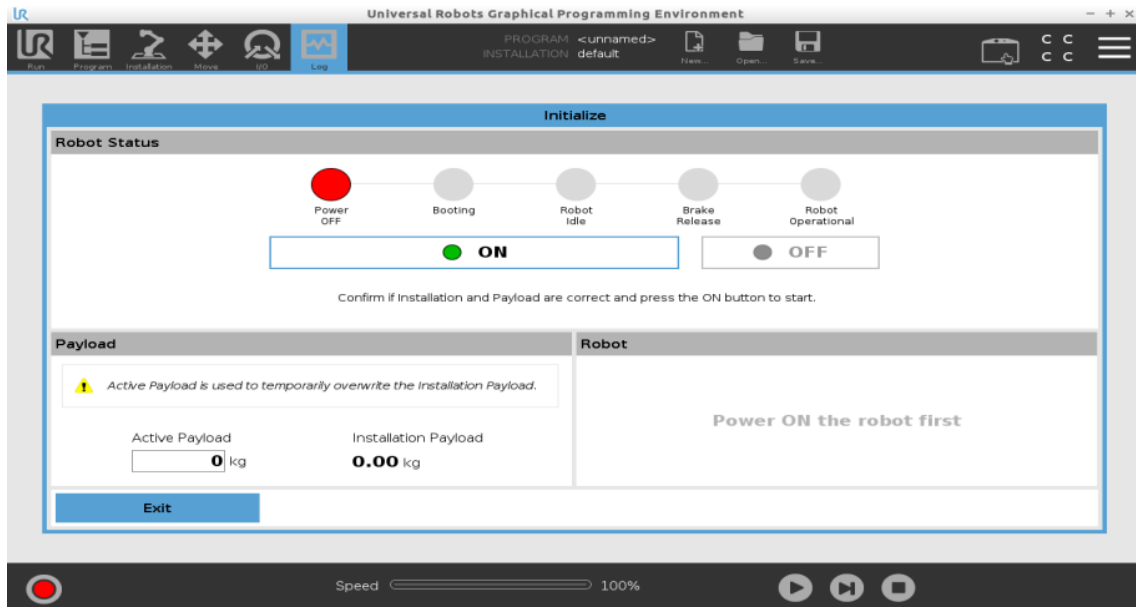 UR
Universal Robots Graphical Programming Environment
UR
PROGRAM <unnamed>
INSTALLATION default
C C
C C
Run
Program
Installation
Move
I/O
Log
New...
Open...
Save...
Initialize
Robot Status
Power OFF
Booting
Robot Idle
Brake Release
Robot Operational
ON
OFF
Confirm if Installation and Payload are correct and press the ON button to start.
Payload
Active Payload is used to temporarily overwrite the Installation Payload.
Active Payload
0 kg
Installation Payload
0.00 kg
Robot
Power ON the robot first
Exit
Speed
100%